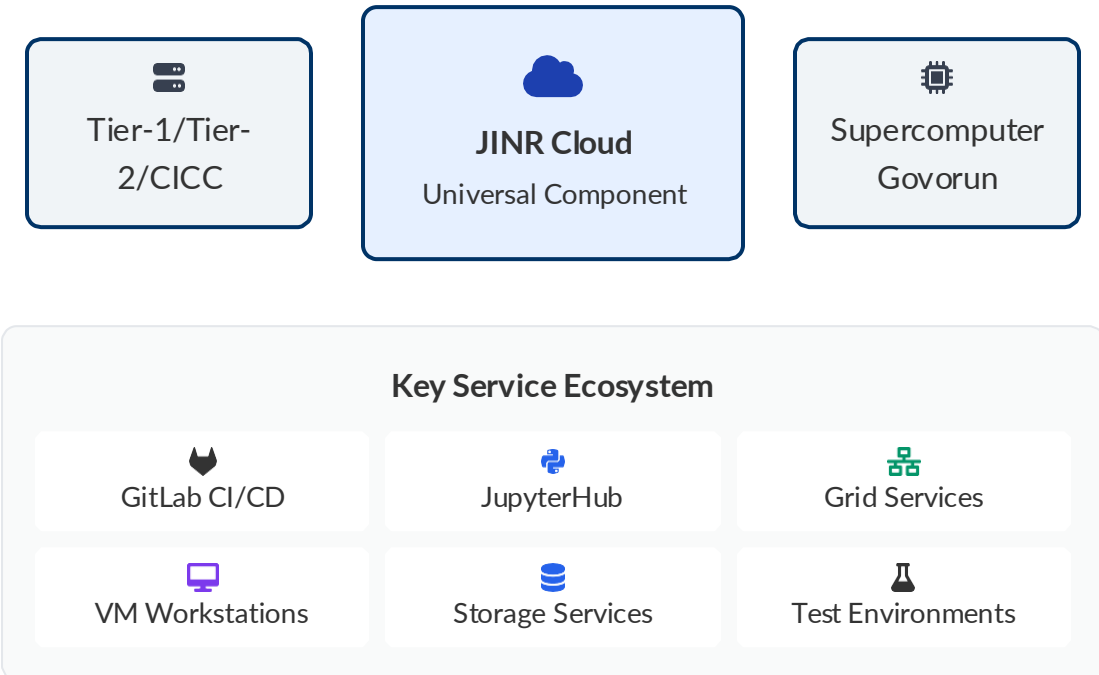 Tier-1/Tier-
2/CICC
JINR Cloud
Universal Component
Supercomputer
Govorun
Key Service Ecosystem
GitLab CI/CD
JupyterHub
Grid Services
VM Workstations
Storage Services
Test Environments